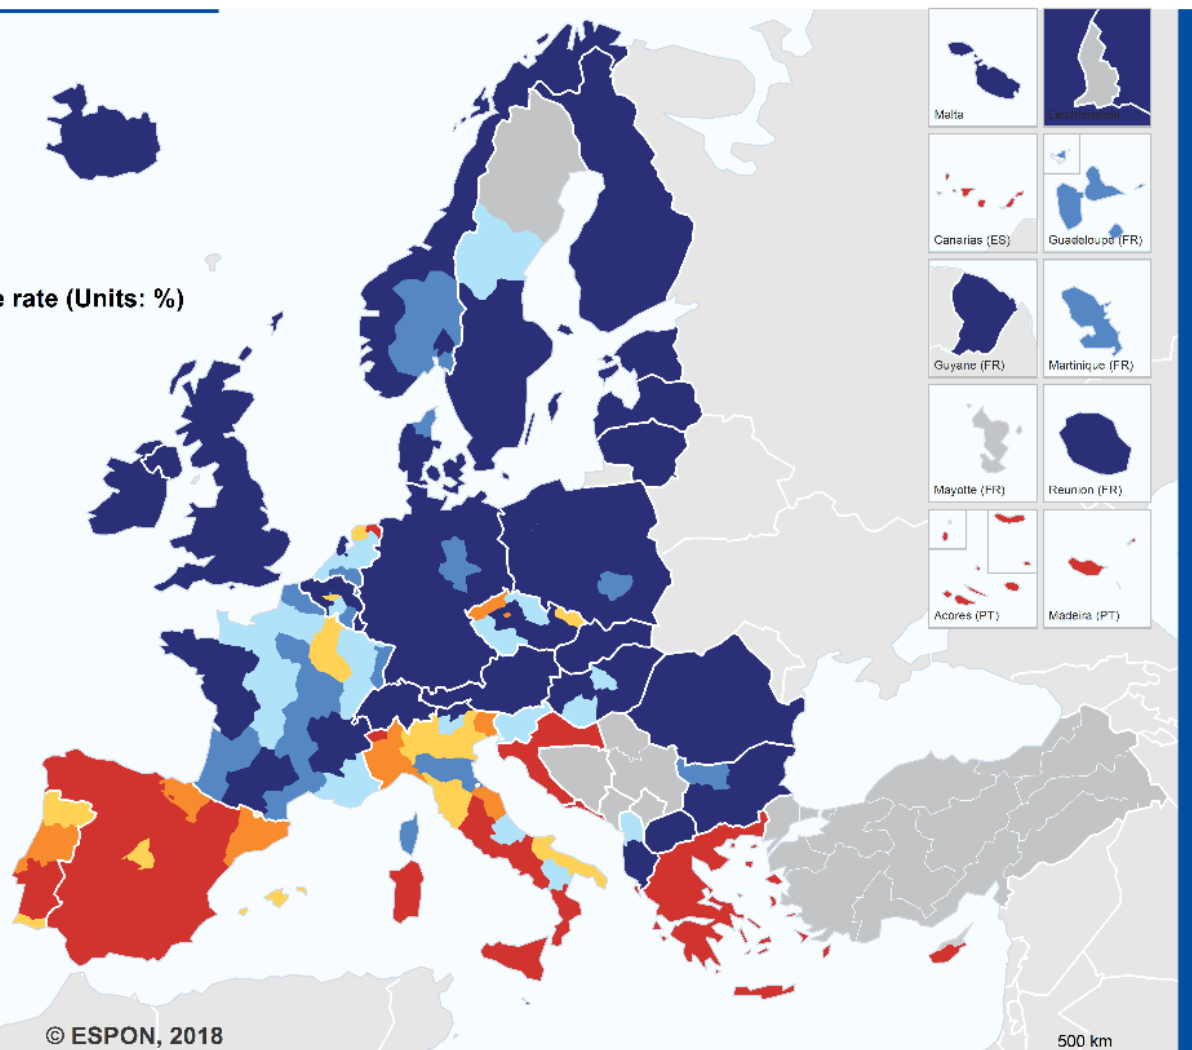 Malta
Liechtenstein
Canarias (ES)
Guadeloupe (FR)
e rate (Units: %)
Guyane (FR)
Martinique (FR)
Mayotte (FR)
Reunion (FR)
Acores (PT)
Madeira (PT)
© ESPON, 2018
500 km